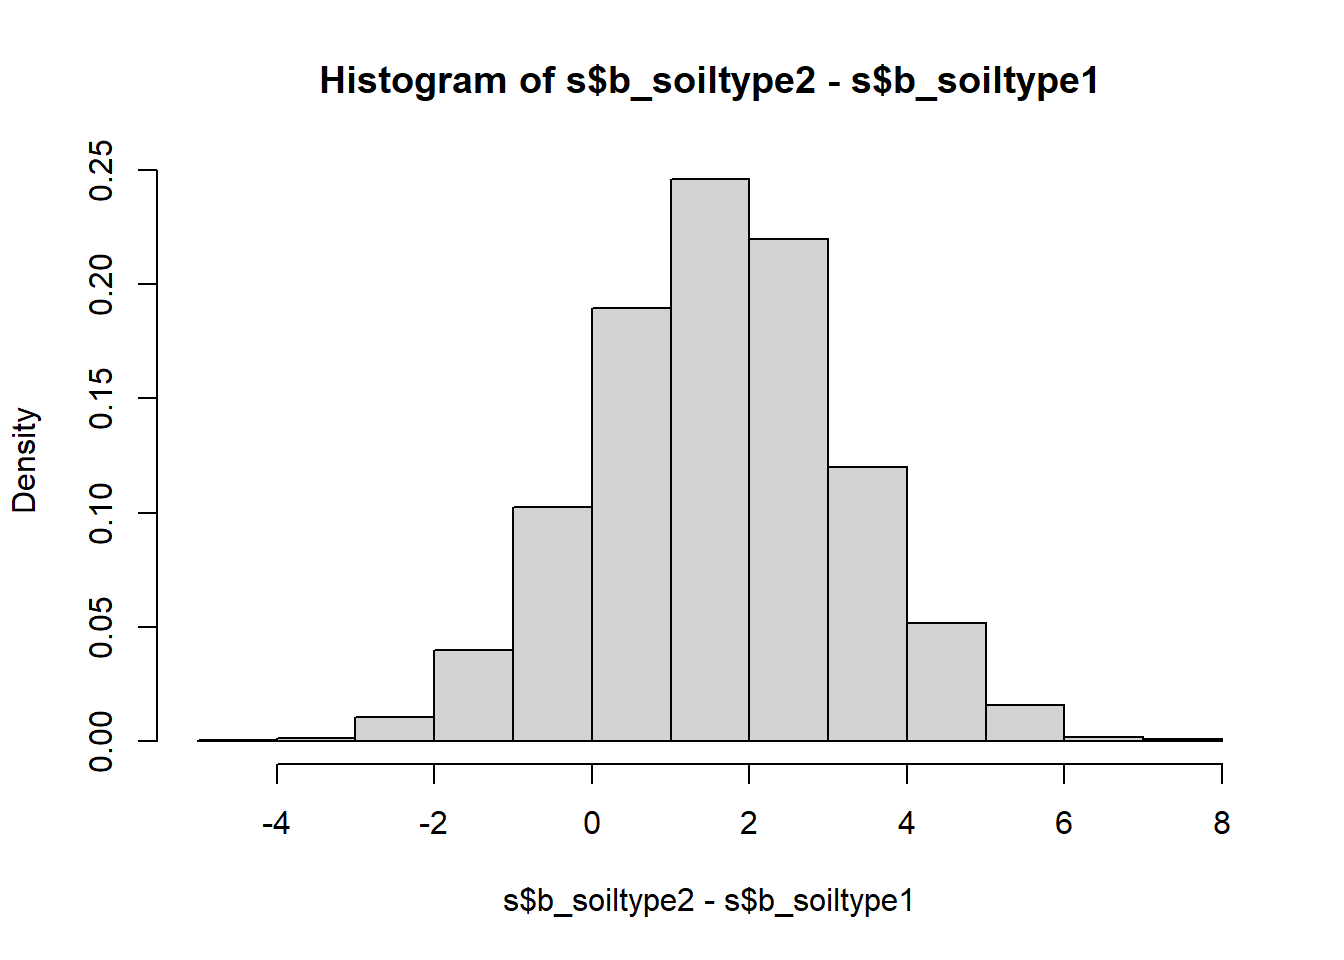 Histogram of s$b_soiltype2 - s$b_soiltype1
Density
0.25
0.20
0.15
0.10
0.05
0.00
-4 -2 0 2 4 6 8
s$b_soiltype2 - s$b_soiltype1